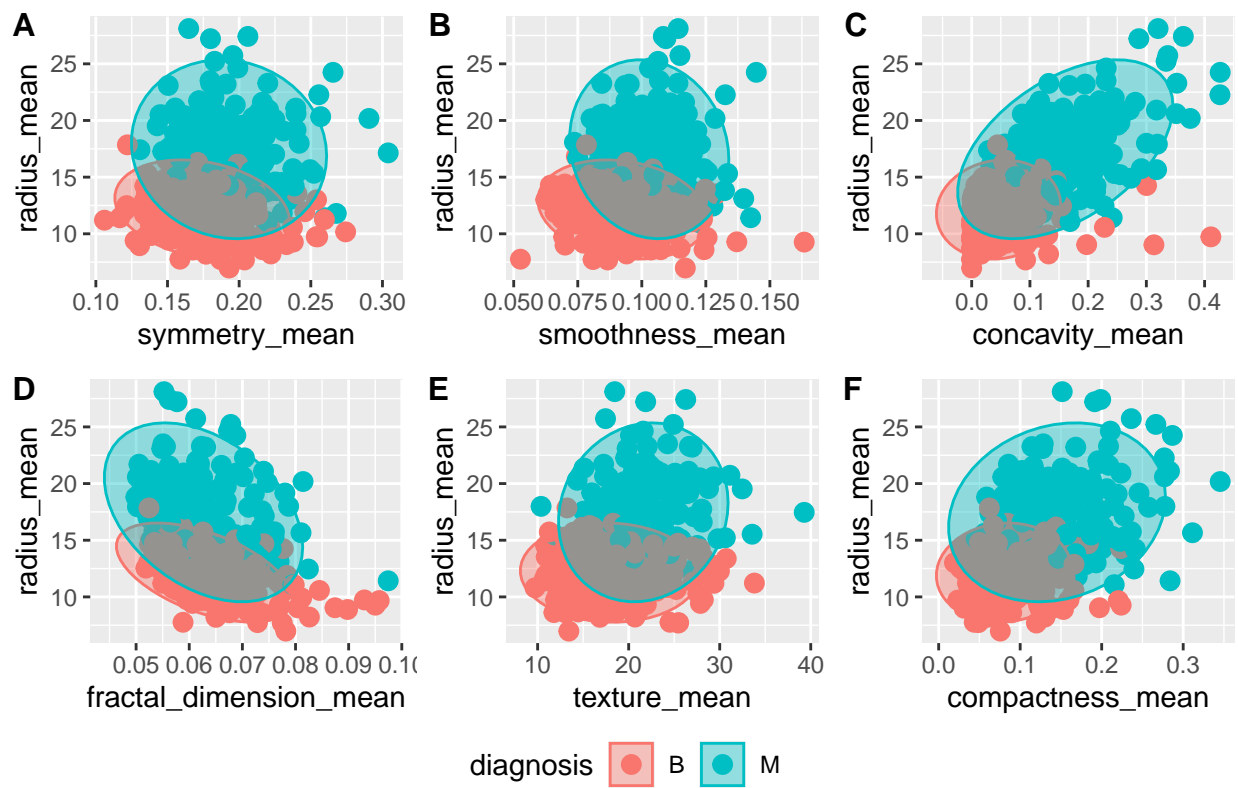 A
radius_mean
25
20
15
10
0.10 0.15 0.20 0.25 0.30
symmetry_mean
B
radius_mean
25
20
15
10
0.050 0.075 0.100 0.125 0.150
smoothness_mean
C
radius_mean
25
20
15
10
0.0 0.1 0.2 0.3 0.4
concavity_mean
D
radius_mean
25
20
15
10
0.05 0.06 0.07 0.08 0.09 0.10
fractal_dimension_mean
E
radius_mean
25
20
15
10
10 20 30 40
texture_mean
F
radius_mean
25
20
15
10
0.0 0.1 0.2 0.3
compactness_mean
diagnosis B M